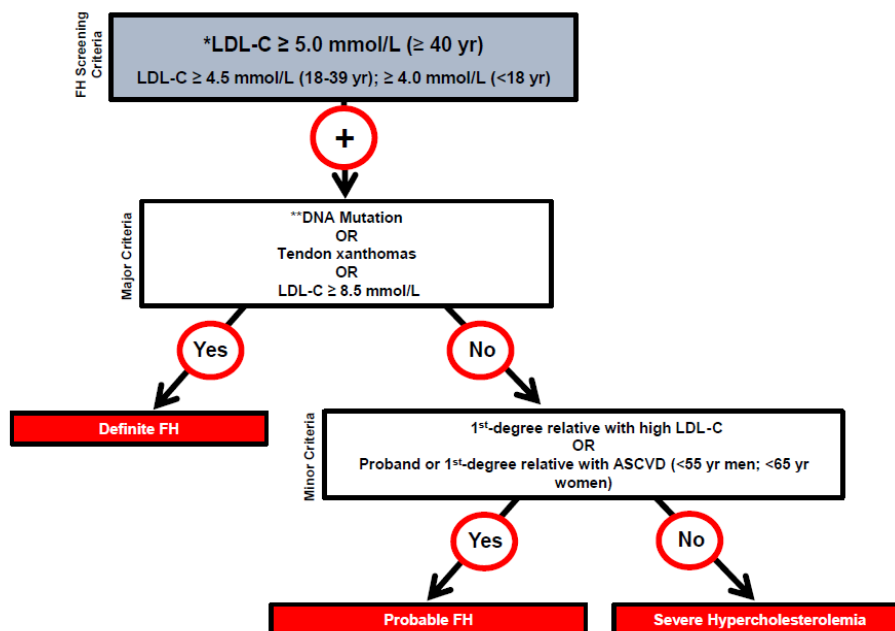 FH Screening
Criteria
*LDL-C ≥ 5.0 mmol/L (≥ 40 yr)
LDL-C ≥ 4.5 mmol/L (18-39 yr); ≥ 4.0 mmol/L (<18 yr)
+
Major Criteria
**DNA Mutation
OR
Tendon xanthomas
OR
LDL-C ≥ 8.5 mmol/L
Yes
No
Definite FH
Minor Criteria
1st-degree relative with high LDL-C
OR
Proband or 1st-degree relative with ASCVD (<55 yr men; <65 yr
women)
Yes
No
Probable FH
Severe Hypercholesterolemia